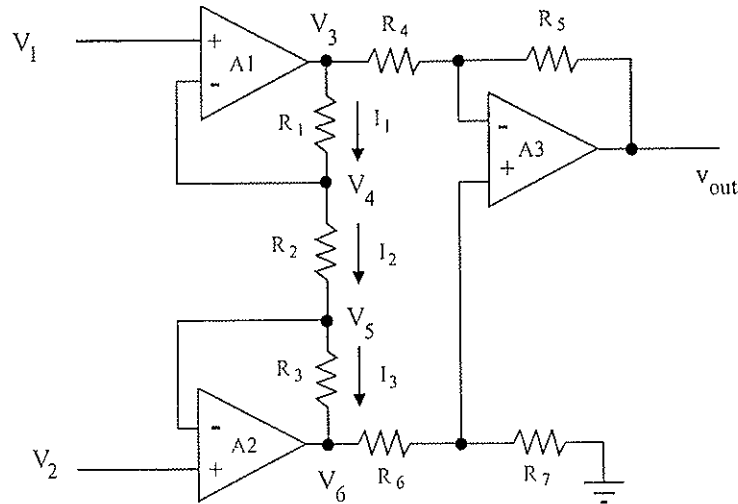 V3 R4 R5
V1 + A1 -
R1 I1
- A3 +
V4
vout
R2 I2
V5
R3 I3
- A2 +
V2
V6 R6 R7